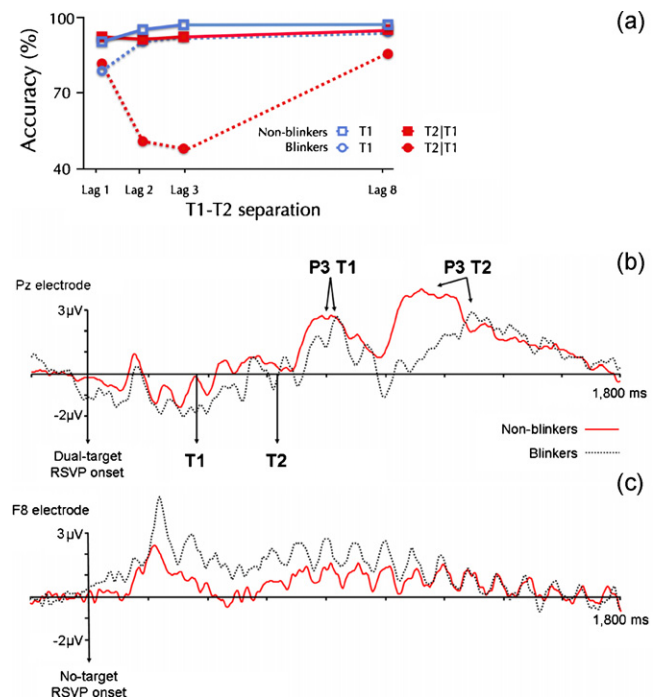 (a)
100
70
40
Accuracy (%)
Non-blinkers T1 T2|T1
Blinkers T1 T2|T1
Lag 1 Lag 2 Lag 3 Lag 8
T1-T2 separation
(b)
P3 T1 P3 T2
Pz electrode
3µV
-2µV
1,800 ms
Dual-target
RSVP onset
T1 T2
Non-blinkers
Blinkers
(c)
F8 electrode
3µV
-2µV
1,800 ms
No-target
RSVP onset